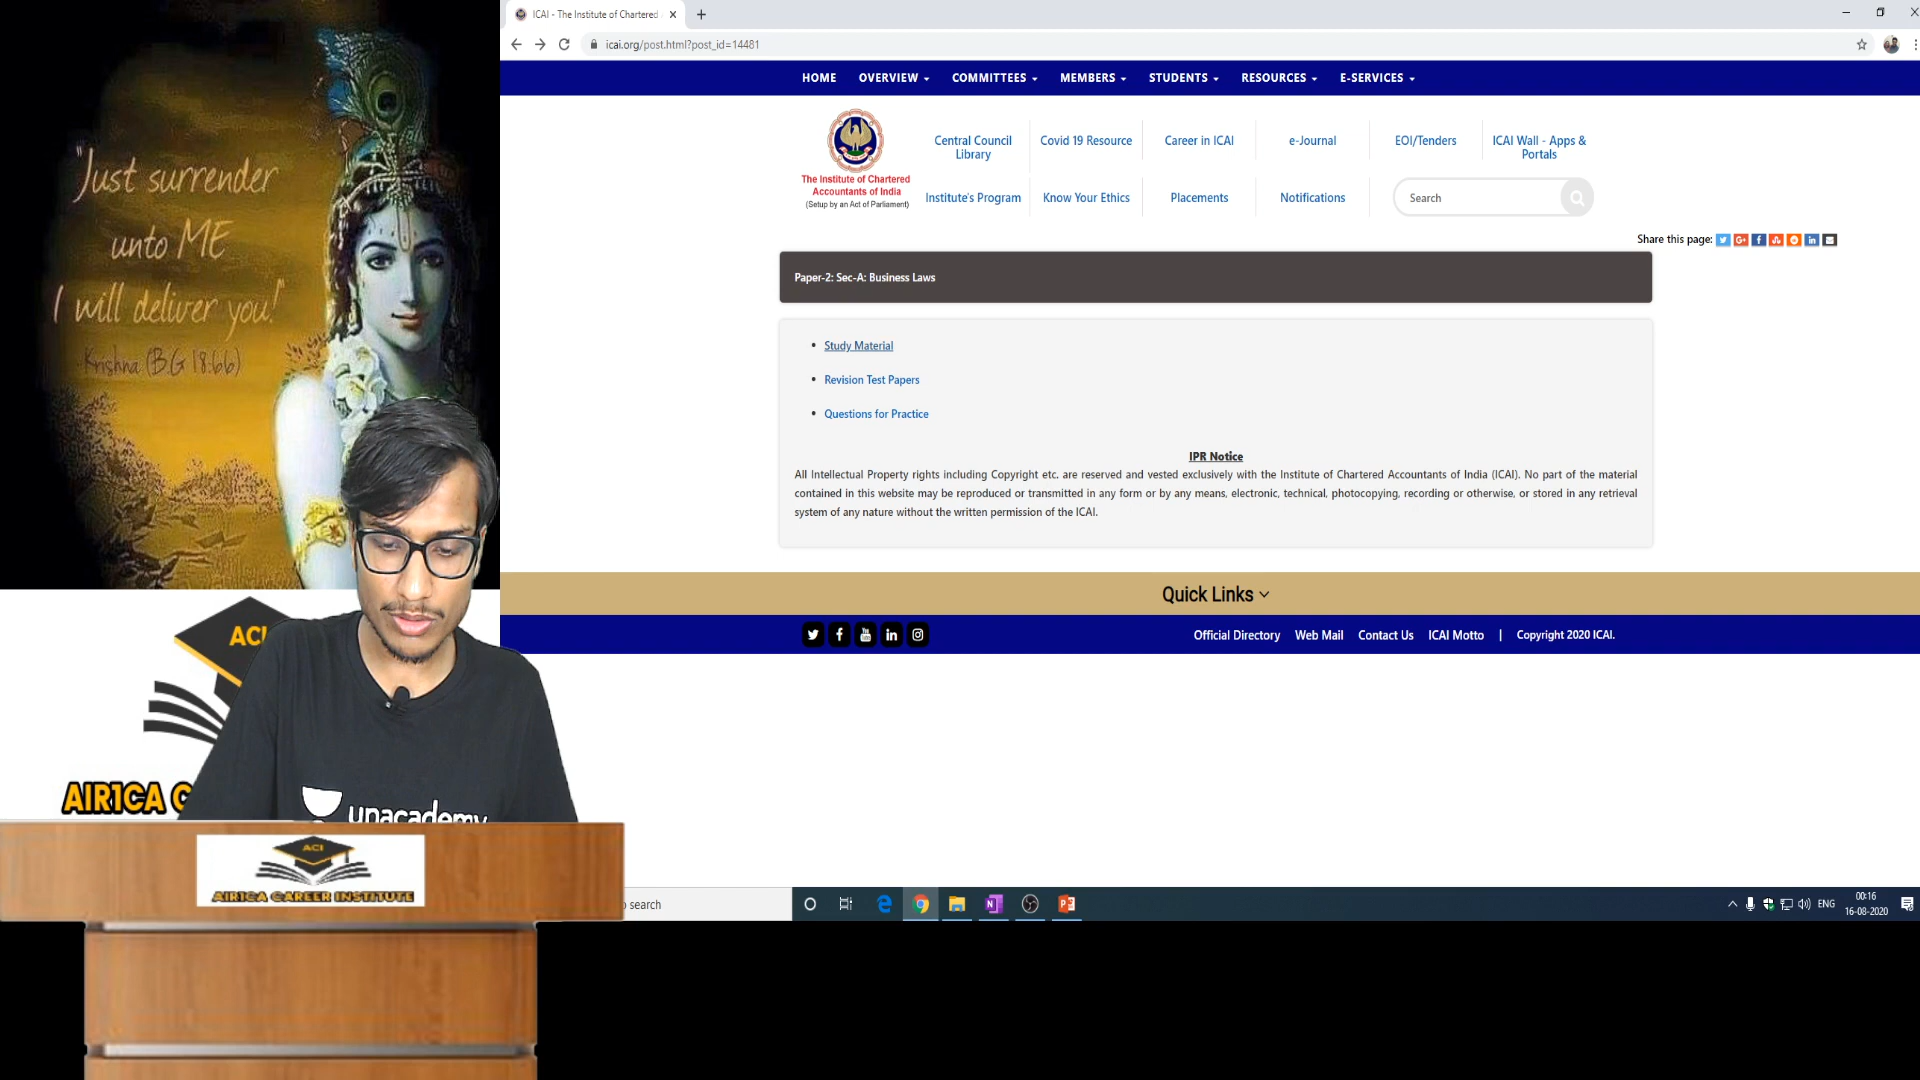 "Just surrender
unto ME
I will deliver you!"
Krishna (B.G 18:66)
ACI
AIR1CA C
unacademy
ACI
AIR1CA CAREER INSTITUTE
ICAI - The Institute of Chartered
icai.org/post.html?post_id=14481
HOME OVERVIEW COMMITTEES MEMBERS STUDENTS RESOURCES E-SERVICES
The Institute of Chartered
Accountants of India
(Setup by an Act of Parliament)
Central Council
Library
Covid 19 Resource
Career in ICAI
e-Journal
EOI/Tenders
ICAI Wall - Apps &
Portals
Institute's Program
Know Your Ethics
Placements
Notifications
Search
Share this page:
Paper-2: Sec-A: Business Laws
• Study Material
• Revision Test Papers
• Questions for Practice
IPR Notice
All Intellectual Property rights including Copyright etc. are reserved and vested exclusively with the Institute of Chartered Accountants of India (ICAI). No part of the material
contained in this website may be reproduced or transmitted in any form or by any means, electronic, technical, photocopying, recording or otherwise, or stored in any retrieval
system of any nature without the written permission of the ICAI.
Quick Links
Official Directory Web Mail Contact Us ICAI Motto | Copyright 2020 ICAI.
search
ENG
00:16
16-08-2020